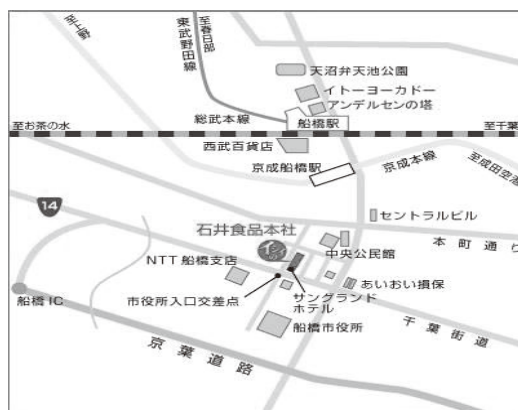 至上野
東武野田線
至春日部
天沼弁天池公園
イトーヨーカドー
アンデルセンの塔
総武本線
船橋駅
至お茶の水
至千葉
西武百貨店
京成船橋駅
京成本線
至成田空港
14
セントラルビル
石井食品本社
本町通り
中央公民館
NTT 船橋支店
あいおい損保
市役所入口交差点
サングランド
ホテル
船橋IC
船橋市役所
千葉街道
京葉道路